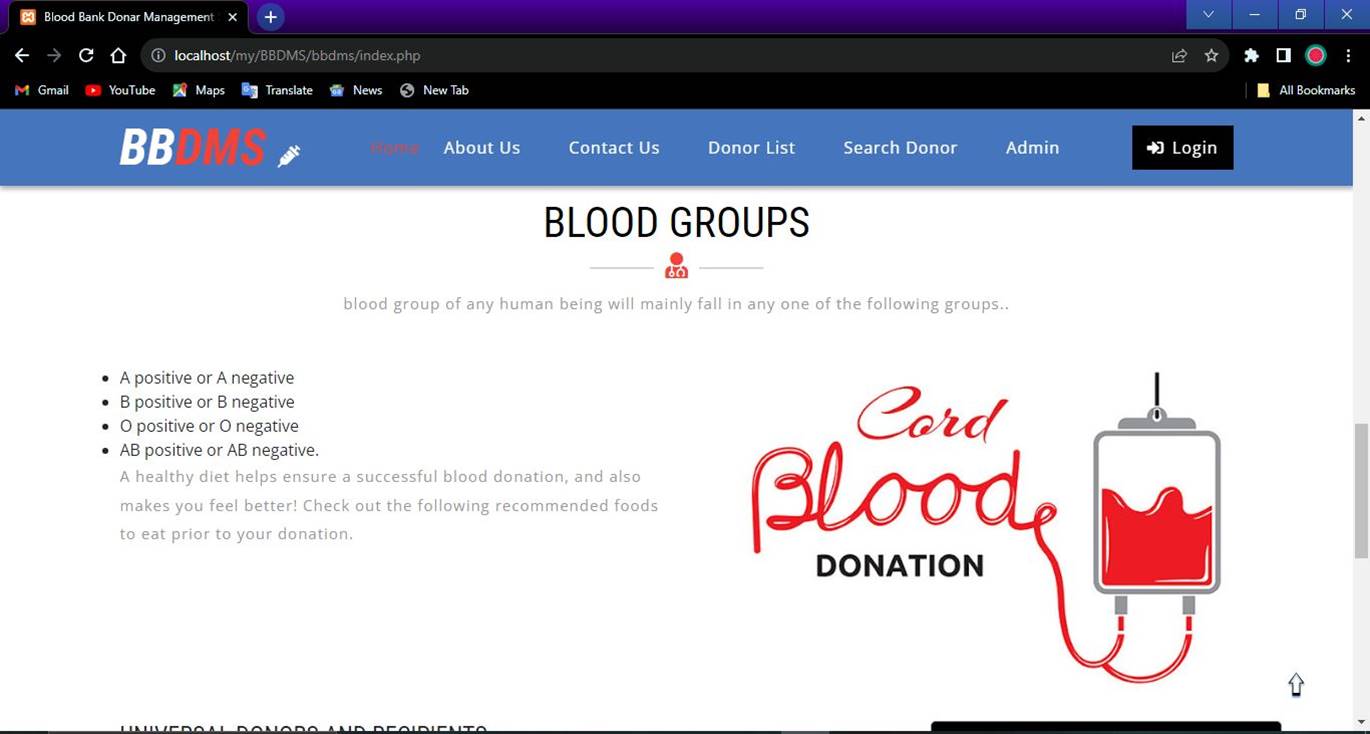 Blood Bank Donar Management
localhost/my/BBDMS/bbdms/index.php
Gmail YouTube Maps Translate News New Tab All Bookmarks
BBDMS Home About Us Contact Us Donor List Search Donor Admin Login
BLOOD GROUPS
blood group of any human being will mainly fall in any one of the following groups..
A positive or A negative
B positive or B negative
O positive or O negative
AB positive or AB negative.
A healthy diet helps ensure a successful blood donation, and also
makes you feel better! Check out the following recommended foods
to eat prior to your donation.
Cord
Blood
DONATION
UNIVERSAL DONORS AND RECIPIENTS